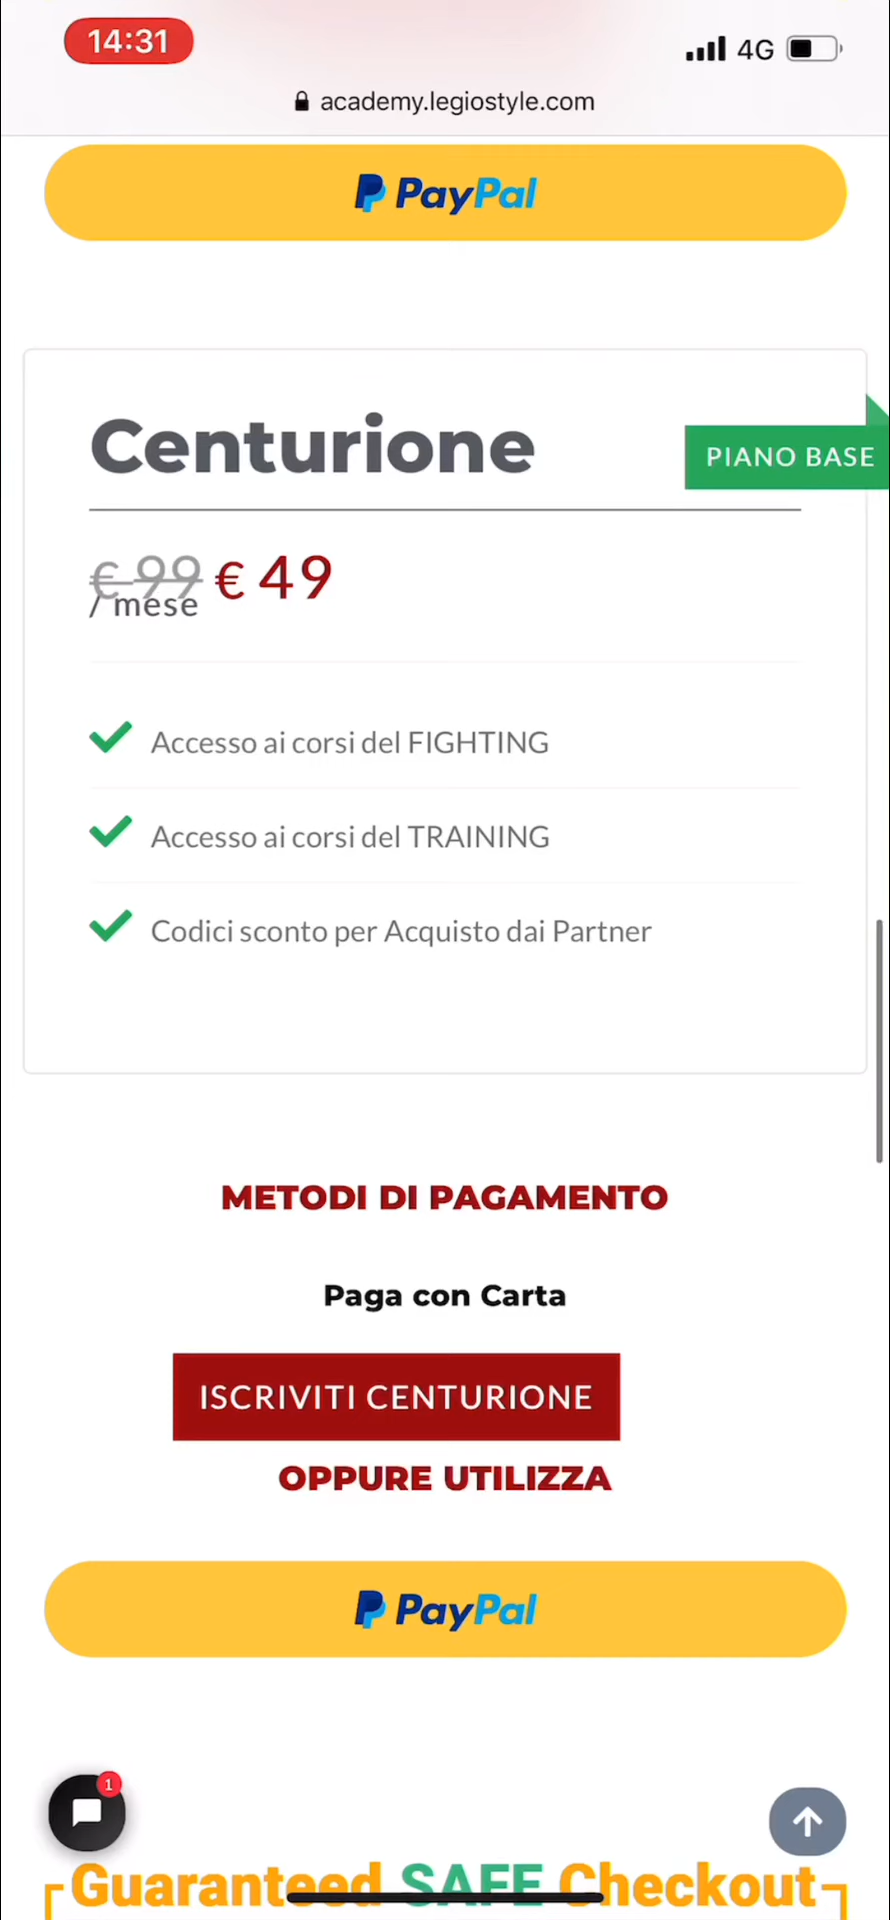 14:31
4G
academy.legiostyle.com
PayPal
Centurione
PIANO BASE
€ 99 € 49
/ mese
Accesso ai corsi del FIGHTING
Accesso ai corsi del TRAINING
Codici sconto per Acquisto dai Partner
METODI DI PAGAMENTO
Paga con Carta
ISCRIVITI CENTURIONE
OPPURE UTILIZZA
PayPal
1
Guaranteed SAFE Checkout